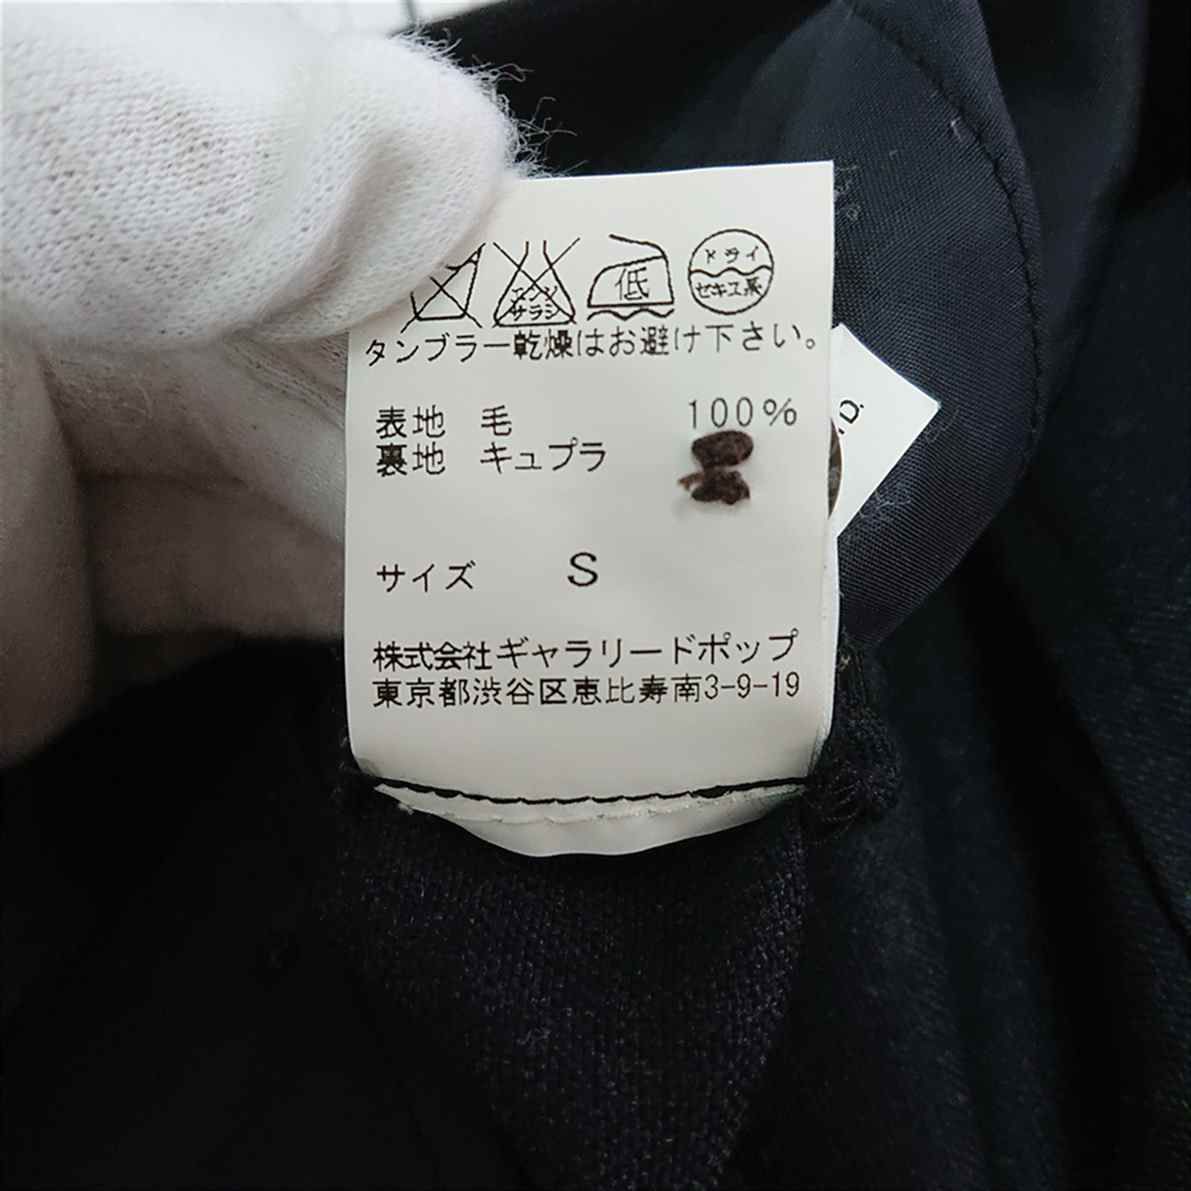 エンソ
サラシ
低
ドライ
セキユ系
タンブラー乾燥はお避け下さい。
表地 毛 100%
裏地 キュプラ
サイズ S
株式会社ギャラリードポップ
東京都渋谷区恵比寿南3-9-19
.D.